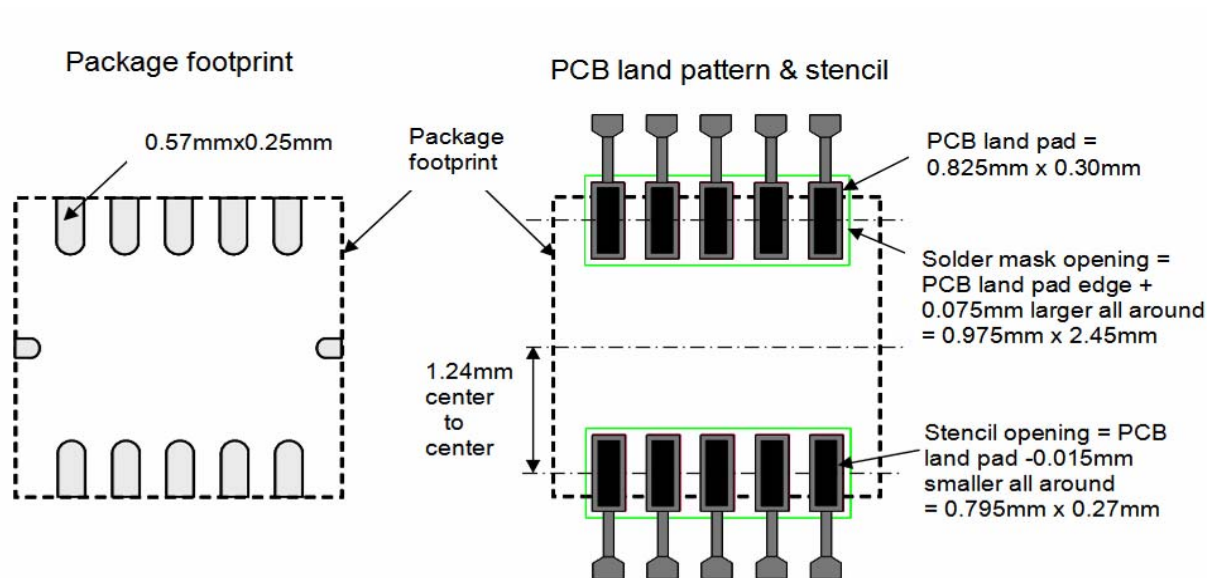 Package footprint
PCB land pattern & stencil
0.57mmx0.25mm
Package
footprint
PCB land pad =
0.825mm x 0.30mm
Solder mask opening =
PCB land pad edge +
0.075mm larger all around
= 0.975mm x 2.45mm
1.24mm
center
to
center
Stencil opening = PCB
land pad -0.015mm
smaller all around
= 0.795mm x 0.27mm